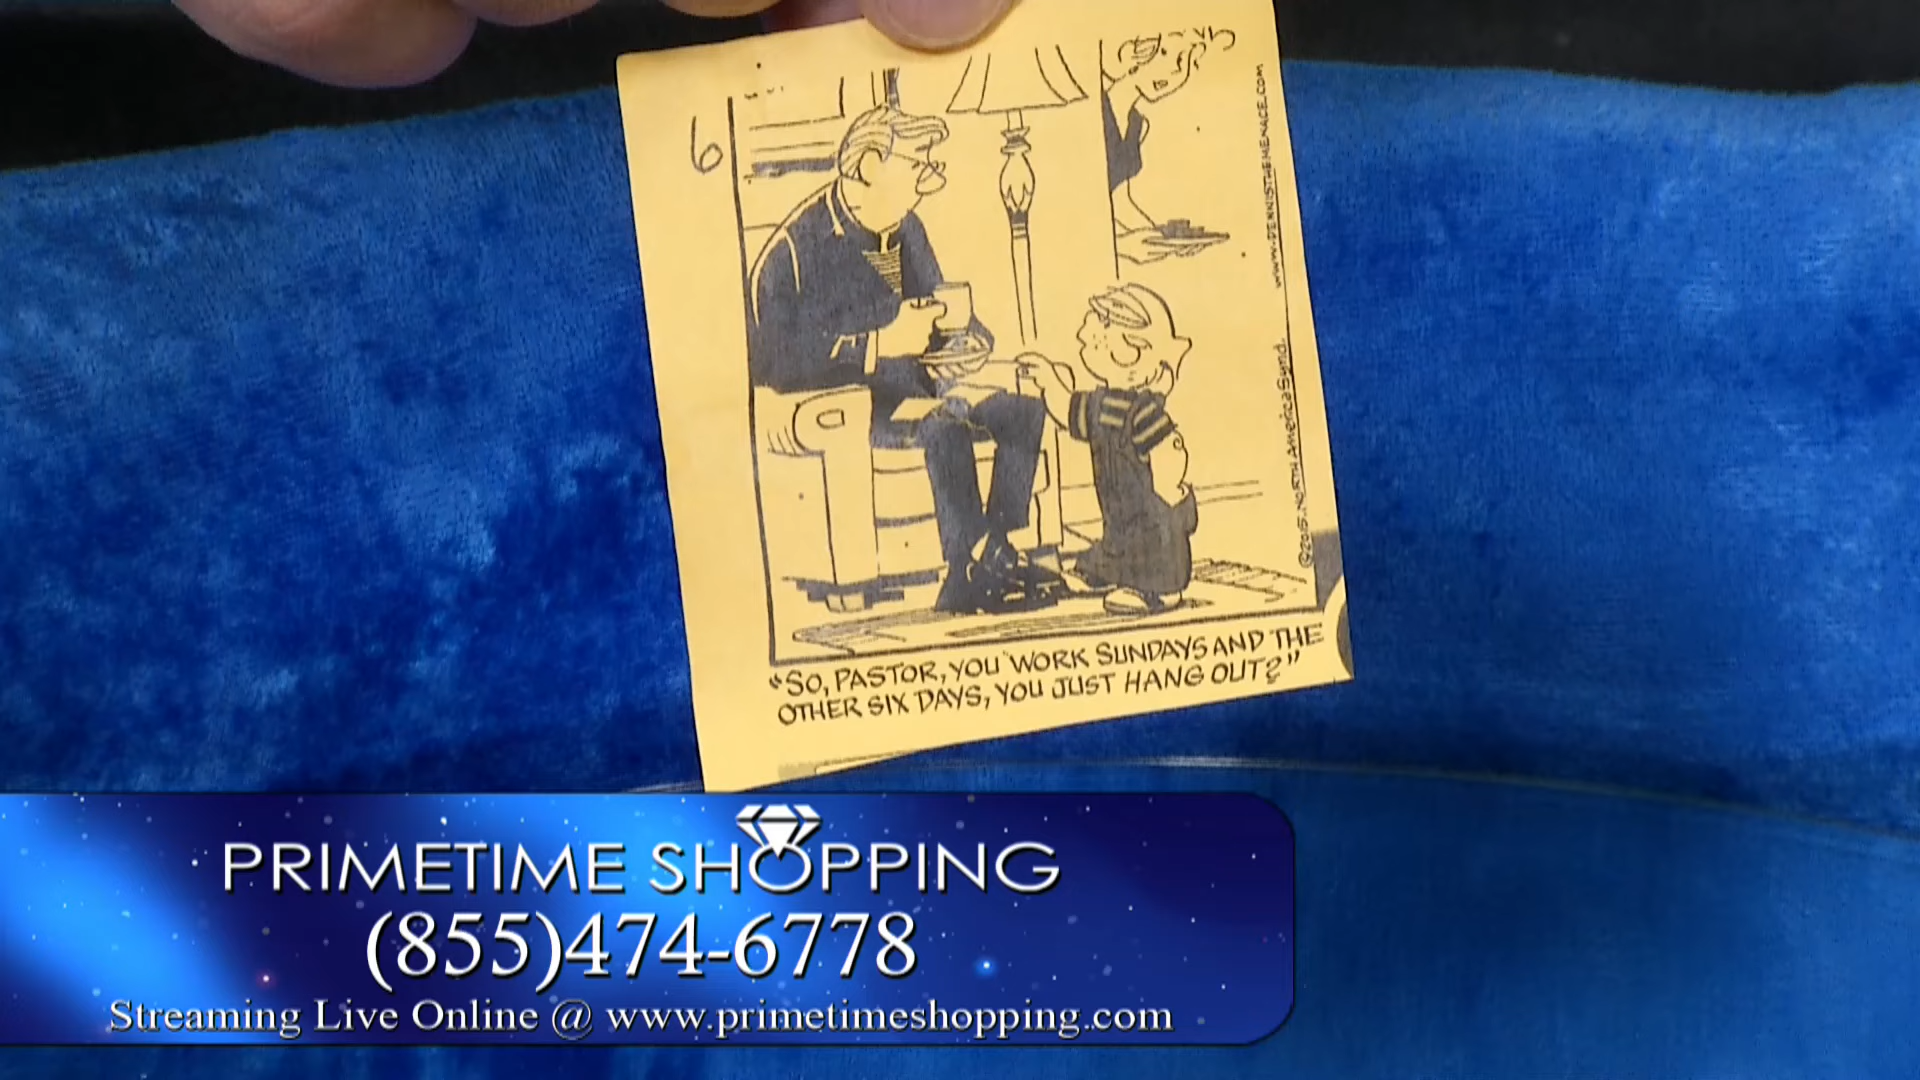 6
www.DENNISTHEMENACE.com
©2015, NORTH America Synd.
"SO, PASTOR, YOU WORK SUNDAYS AND THE
OTHER SIX DAYS, YOU JUST HANG OUT?"
PRIMETIME SHOPPING
(855)474-6778
Streaming Live Online @ www.primetimeshopping.com